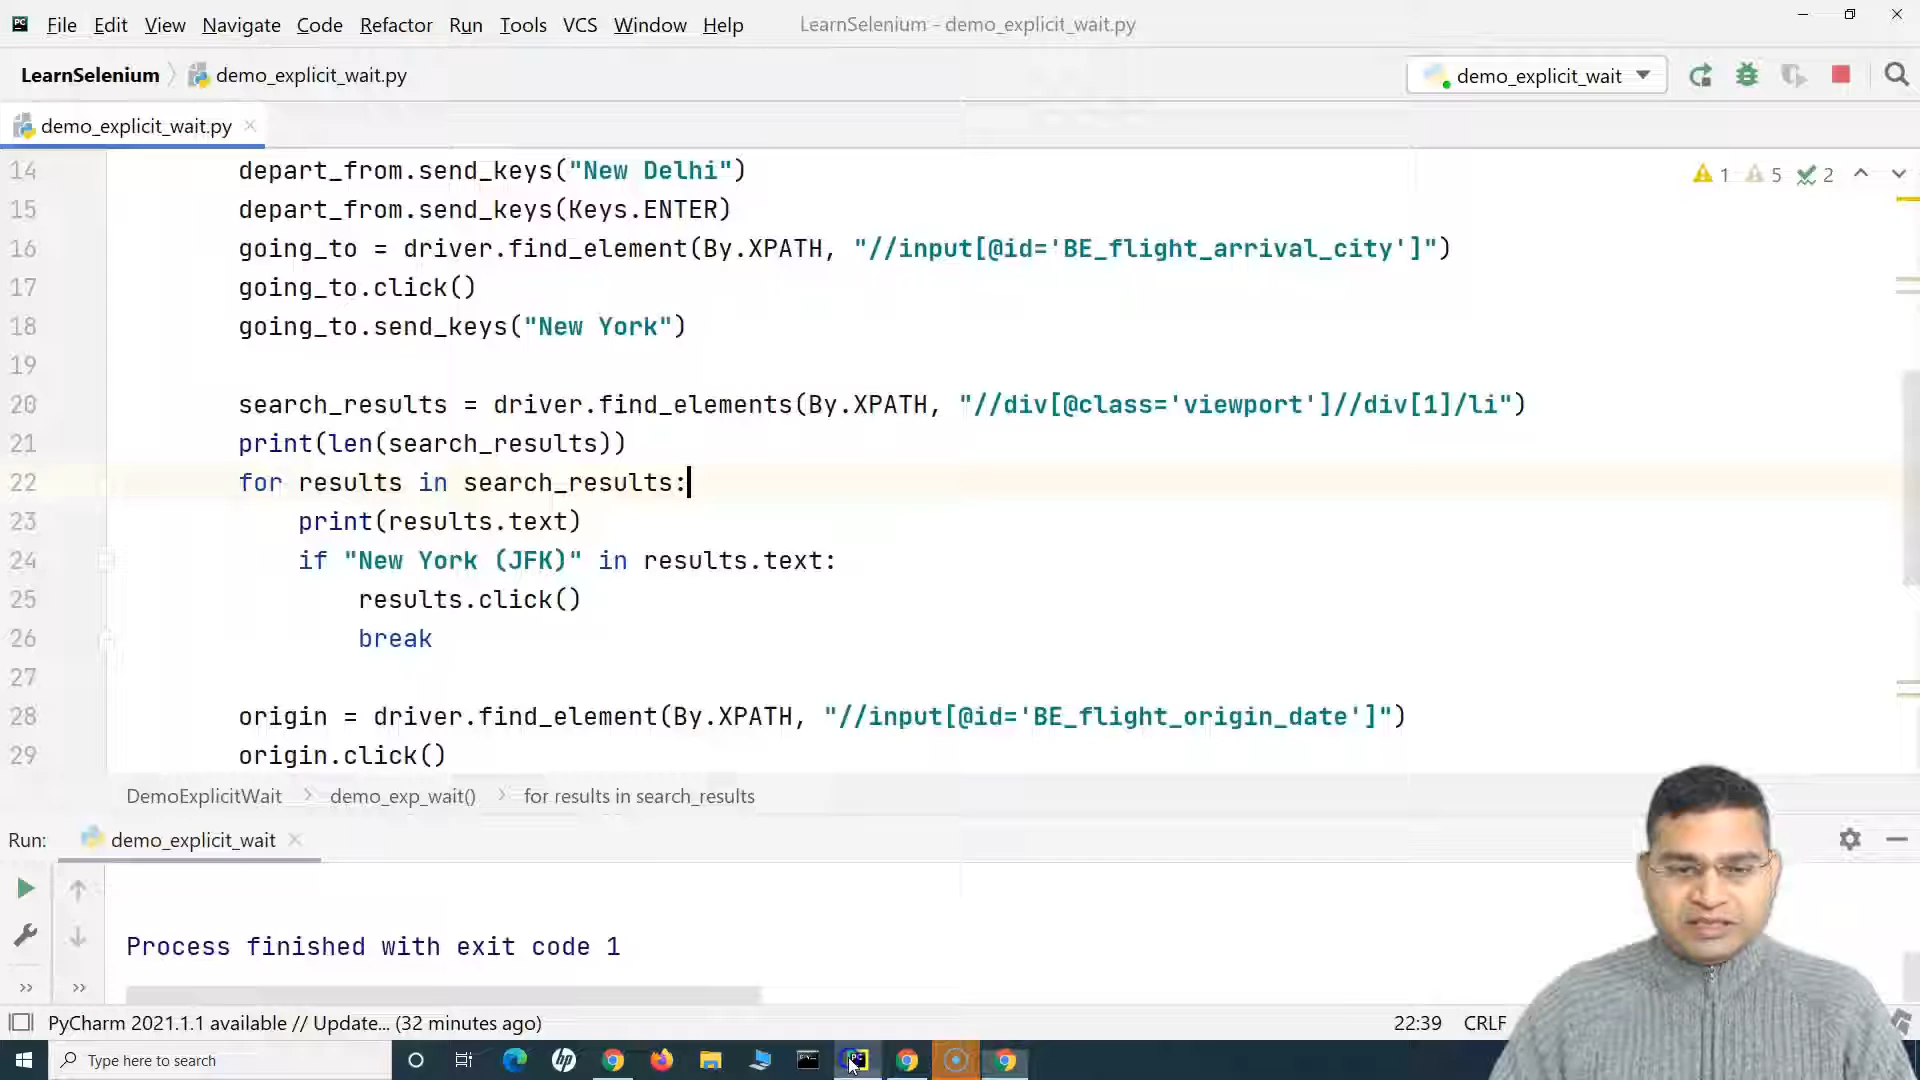 File Edit View Navigate Code Refactor Run Tools VCS Window Help LearnSelenium - demo_explicit_wait.py
LearnSelenium demo_explicit_wait.py demo_explicit_wait
demo_explicit_wait.py
1 5 2
14 depart_from.send_keys("New Delhi")
15 depart_from.send_keys(Keys.ENTER)
16 going_to = driver.find_element(By.XPATH, "//input[@id='BE_flight_arrival_city']")
17 going_to.click()
18 going_to.send_keys("New York")
19
20 search_results = driver.find_elements(By.XPATH, "//div[@class='viewport']//div[1]/li")
21 print(len(search_results))
22 for results in search_results:
23 print(results.text)
24 if "New York (JFK)" in results.text:
25 results.click()
26 break
27
28 origin = driver.find_element(By.XPATH, "//input[@id='BE_flight_origin_date']")
29 origin.click()
DemoExplicitWait demo_exp_wait() for results in search_results
Run: demo_explicit_wait
Process finished with exit code 1
PyCharm 2021.1.1 available // Update... (32 minutes ago) 22:39 CRLF
Type here to search